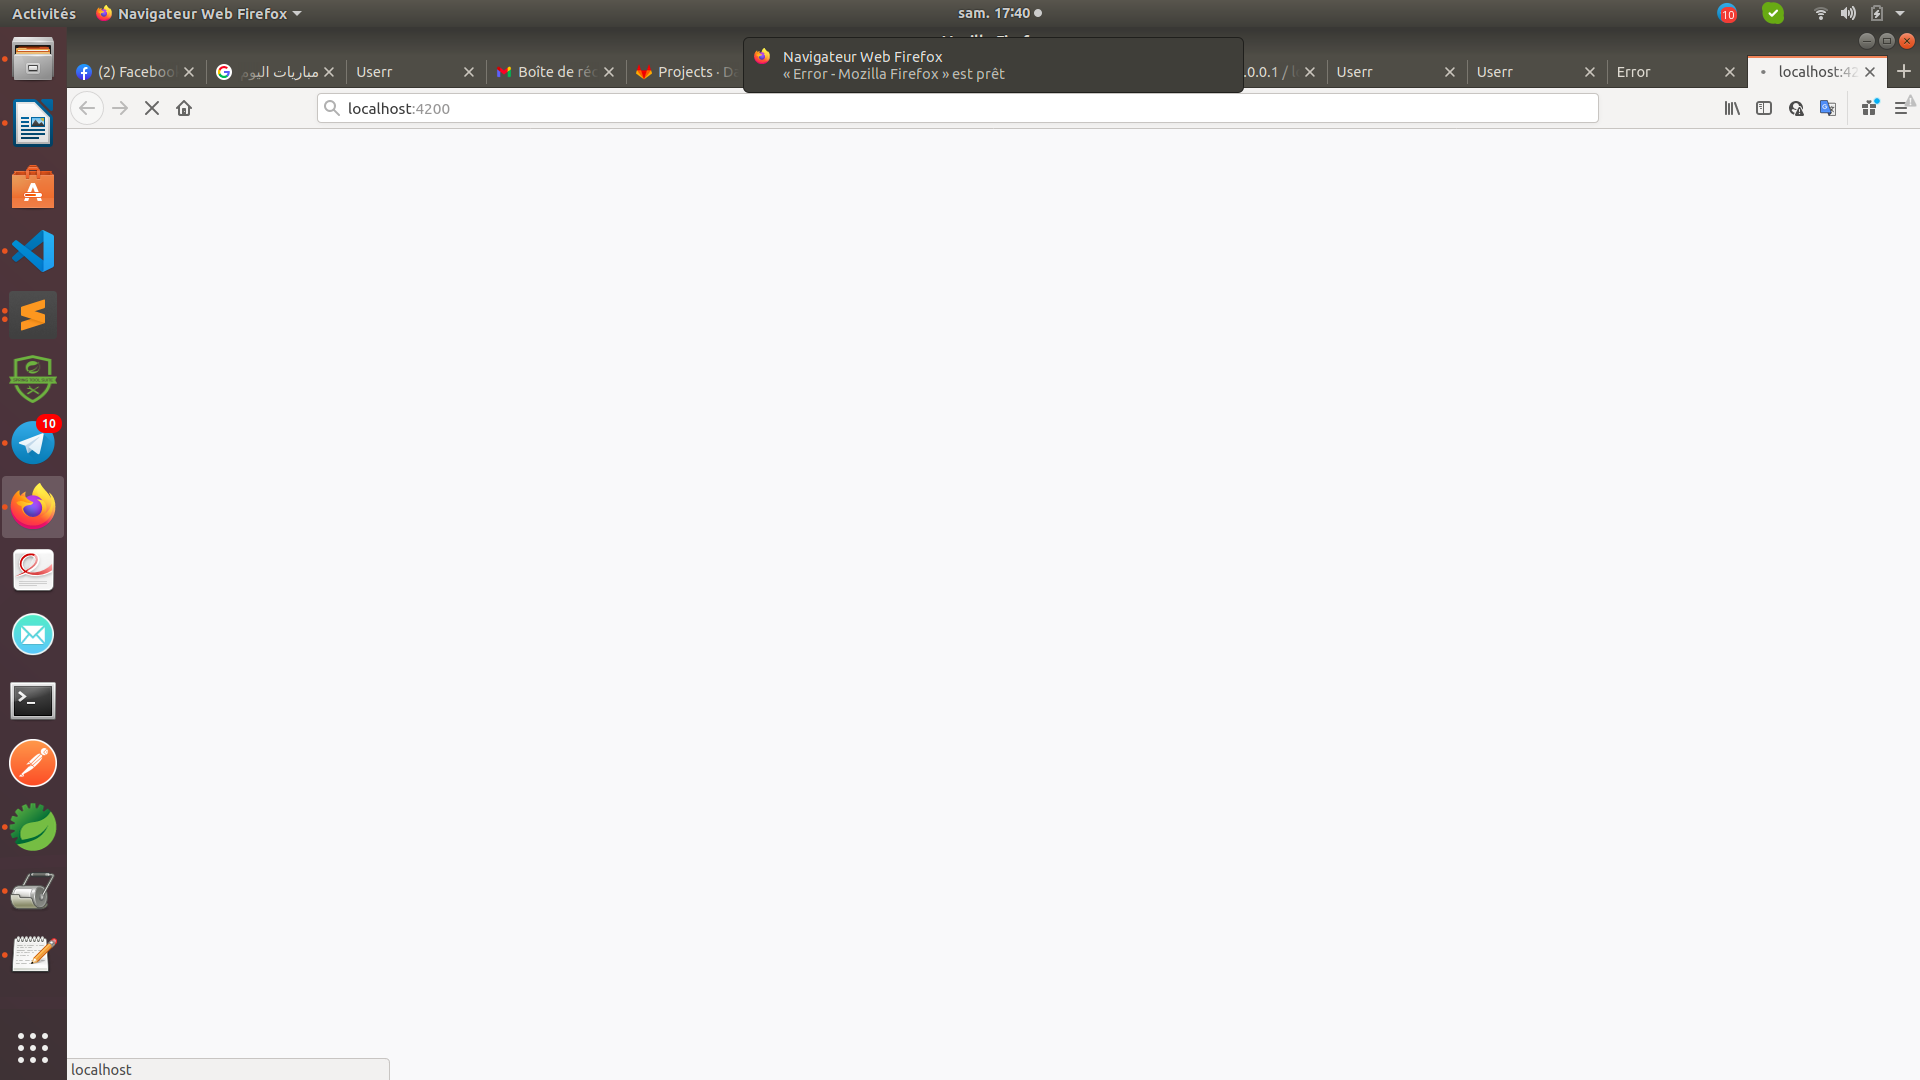 Activités Navigateur Web Firefox sam. 17:40 10
Navigateur Web Firefox
« Error - Mozilla Firefox » est prêt
(2) Faceboo مباريات اليوم Userr Boîte de réc Projects · Da .0.0.1 / Userr Userr Error localhost:42
localhost:4200
10
localhost